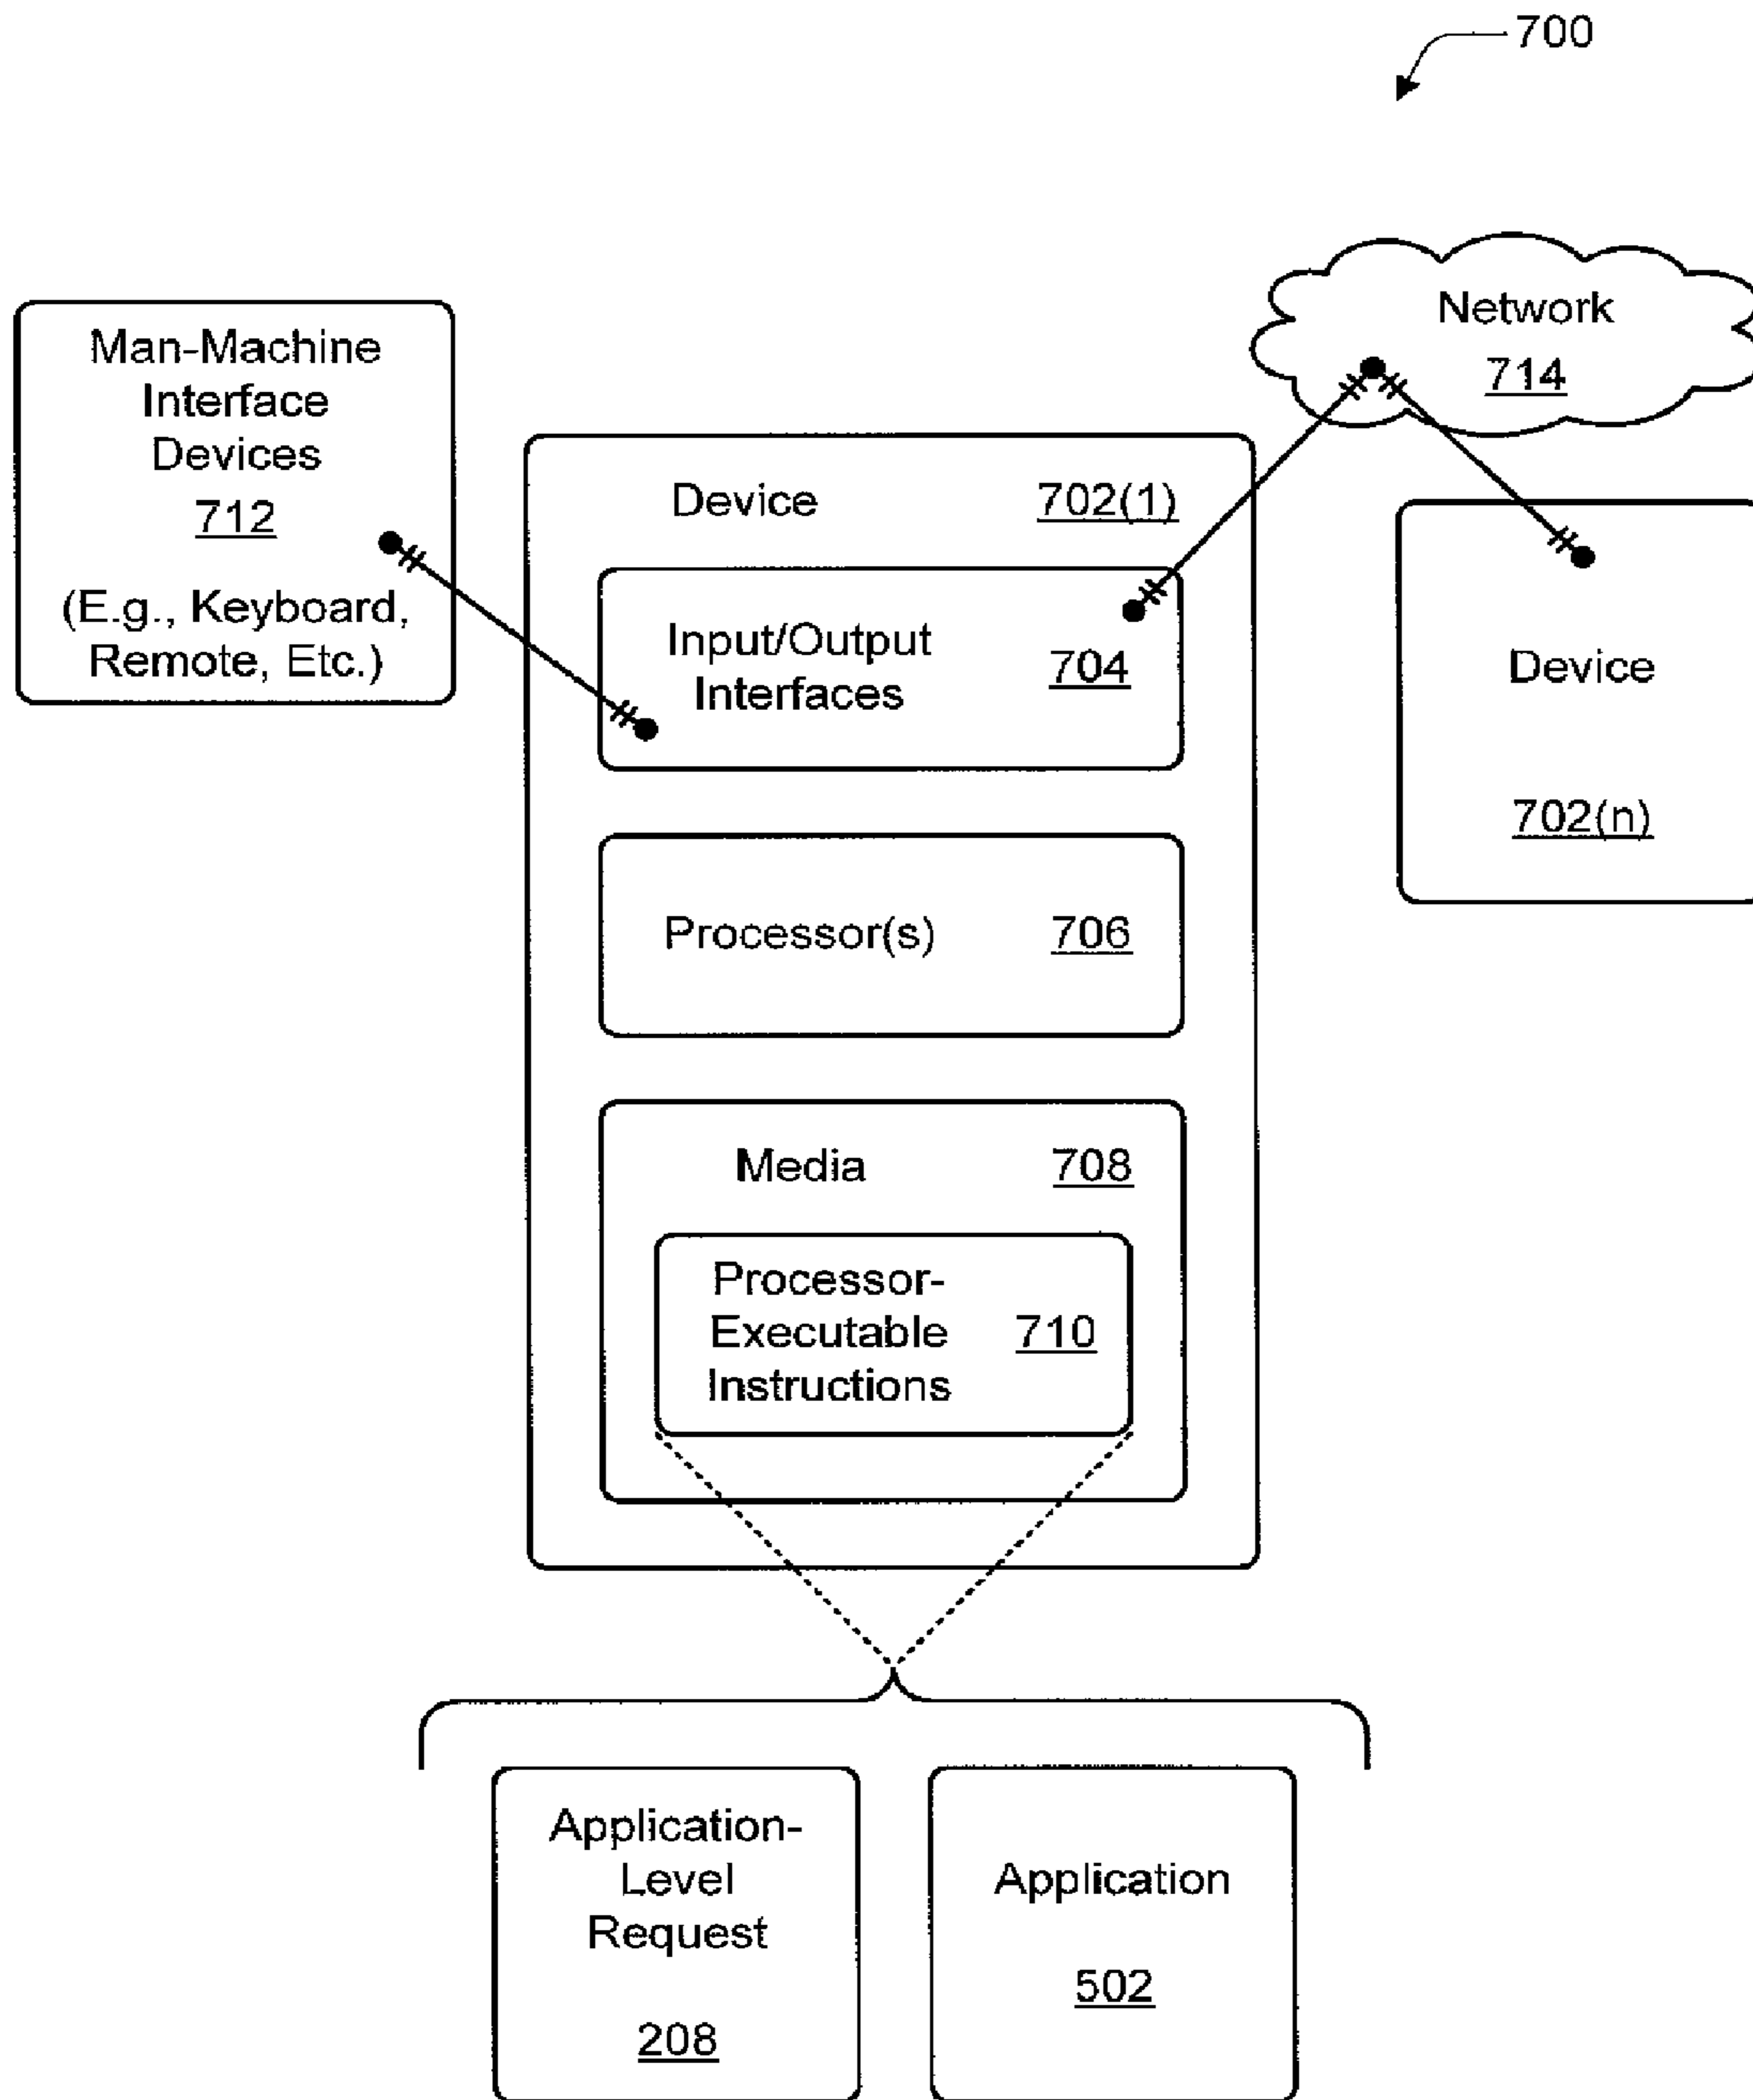 700
Network
714
Man-Machine
Interface
Devices
712
(E.g., Keyboard,
Remote, Etc.)
Device 702(1)
Input/Output
Interfaces
704
Device
702(n)
Processor(s) 706
Media 708
Processor-
Executable
Instructions
710
Application-
Level
Request
208
Application
502